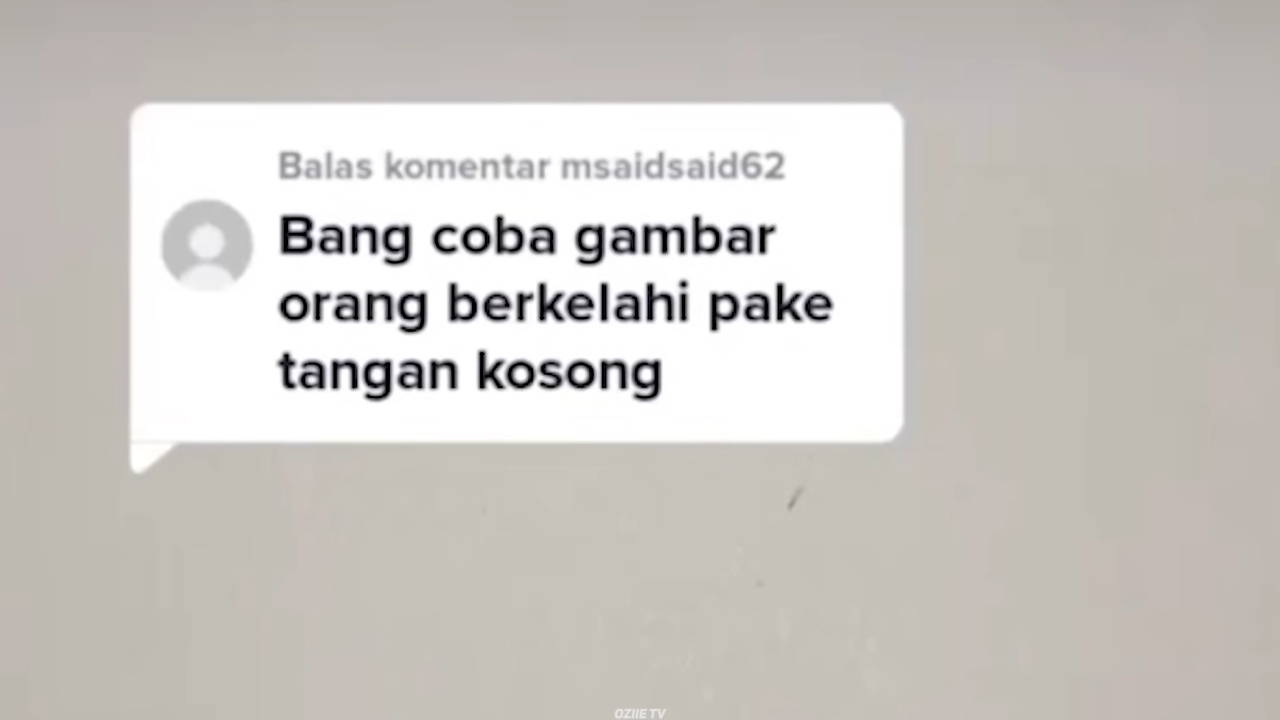 Balas komentar msaidsaid62
Bang coba gambar
orang berkelahi pake
tangan kosong
OZIIE TV